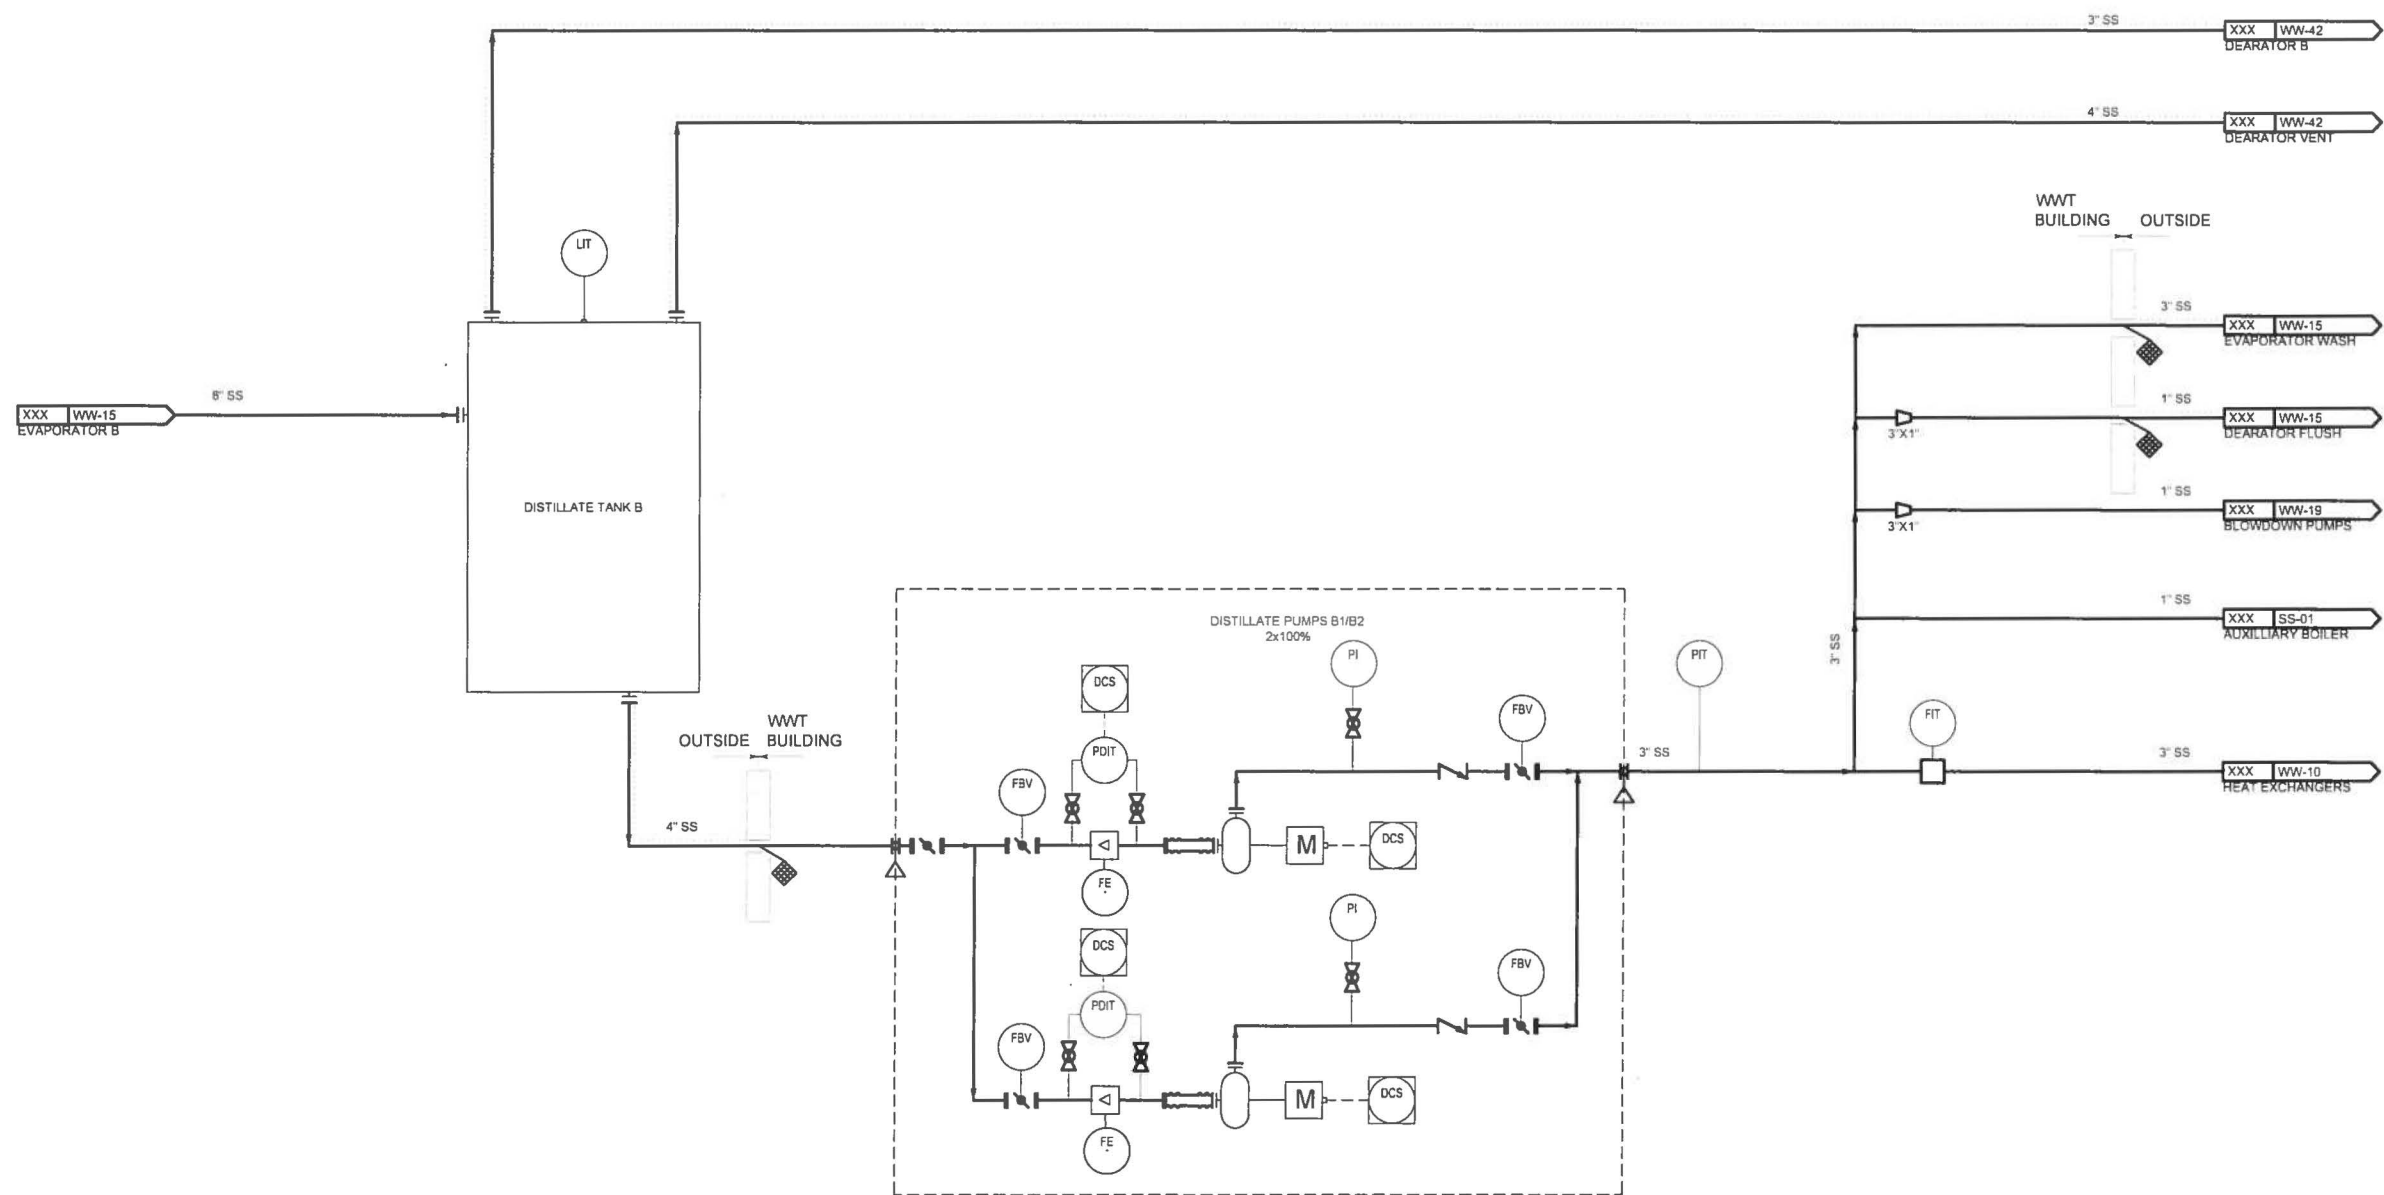 3" SS
XXX WW-42
DEARATOR B
4" SS
XXX WW-42
DEARATOR VENT
WWT
BUILDING OUTSIDE
LIT
3" SS
XXX WW-15
EVAPORATOR WASH
XXX WW-15
EVAPORATOR B
8" SS
1" SS
3"X1"
XXX WW-15
DEARATOR FLUSH
DISTILLATE TANK B
1" SS
3"X1"
XXX WW-19
BLOWDOWN PUMPS
1" SS
XXX SS-01
AUXILLIARY BOILER
DISTILLATE PUMPS B1/B2
2x100%
3" SS
PI
PIT
DCS
FBV
FIT
WWT
OUTSIDE BUILDING
PDIT
3" SS
3" SS
XXX WW-10
HEAT EXCHANGERS
FBV
4" SS
M
DCS
FE
PI
DCS
FBV
PDIT
FBV
M
DCS
FE